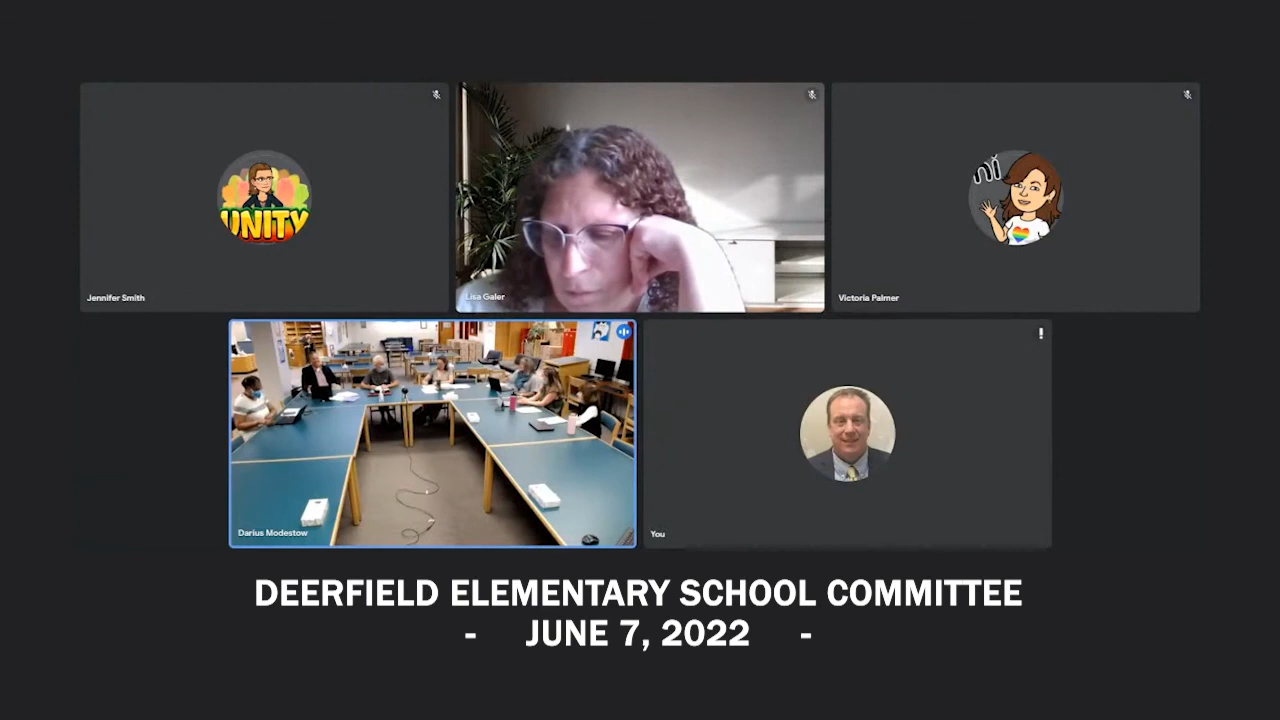 UNITY
HI
Jennifer Smith
Lisa Galer
Victoria Palmer
Darius Modestow
You
DEERFIELD ELEMENTARY SCHOOL COMMITTEE
- JUNE 7, 2022 -